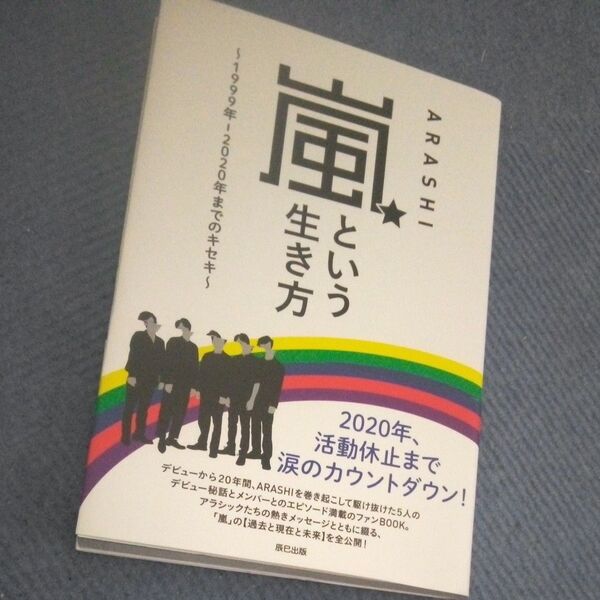 ARASHI
嵐
という
生き方
～1999年-2020年までのキセキ～
2020年、
活動休止まで
涙のカウントダウン!
デビューから20年間、ARASHIを巻き起こして駆け抜けた5人の
デビュー秘話とメンバーとのエピソード満載のファンBOOK。
アラシックたちの熱きメッセージとともに綴る、
「嵐」の【過去と現在と未来】を全公開!
辰巳出版